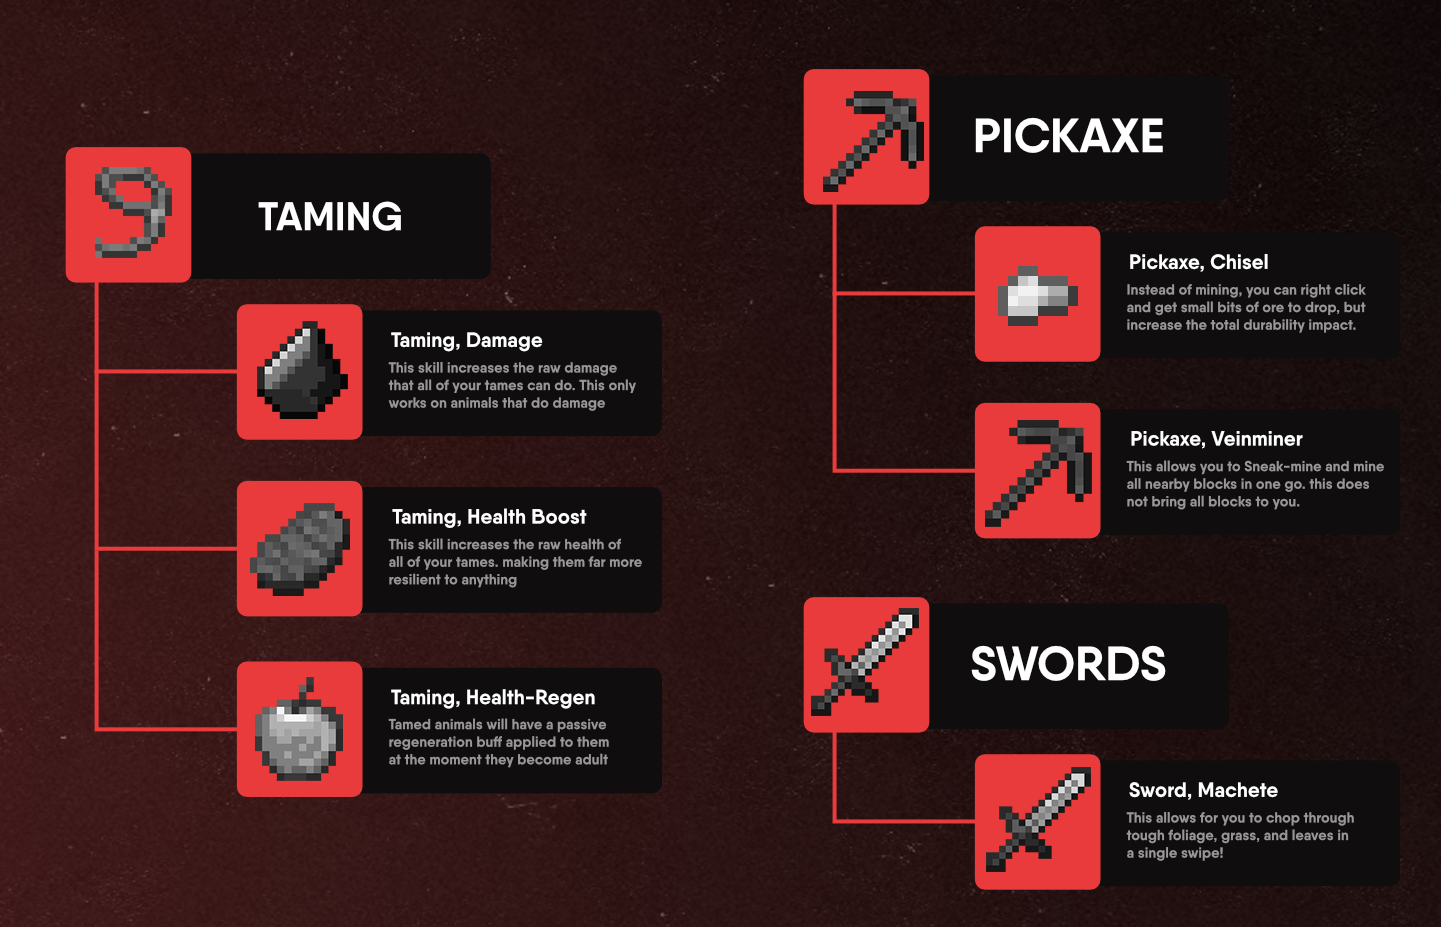 TAMING
Taming, Damage
This skill increases the raw damage
that all of your tames can do. This only
works on animals that do damage
Taming, Health Boost
This skill increases the raw health of
all of your tames. making them far more
resilient to anything
Taming, Health-Regen
Tamed animals will have a passive
regeneration buff applied to them
at the moment they become adult
PICKAXE
Pickaxe, Chisel
Instead of mining, you can right click
and get small bits of ore to drop, but
increase the total durability impact.
Pickaxe, Veinminer
This allows you to Sneak-mine and mine
all nearby blocks in one go. this does
not bring all blocks to you.
SWORDS
Sword, Machete
This allows for you to chop through
tough foliage, grass, and leaves in
a single swipe!